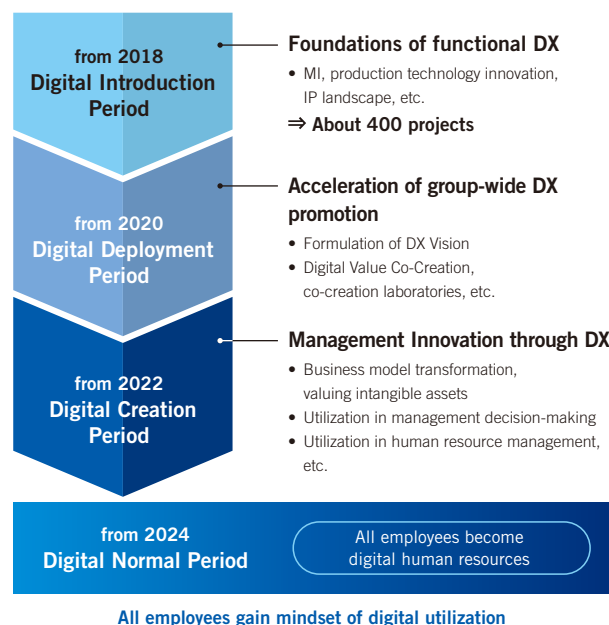 from 2018
Digital Introduction
Period
Foundations of functional DX
• MI, production technology innovation,
IP landscape, etc.
⇒ About 400 projects
from 2020
Digital Deployment
Period
Acceleration of group-wide DX
promotion
• Formulation of DX Vision
• Digital Value Co-Creation,
co-creation laboratories, etc.
from 2022
Digital Creation
Period
Management Innovation through DX
• Business model transformation,
valuing intangible assets
• Utilization in management decision-making
• Utilization in human resource management,
etc.
from 2024
Digital Normal Period
All employees become
digital human resources
All employees gain mindset of digital utilization